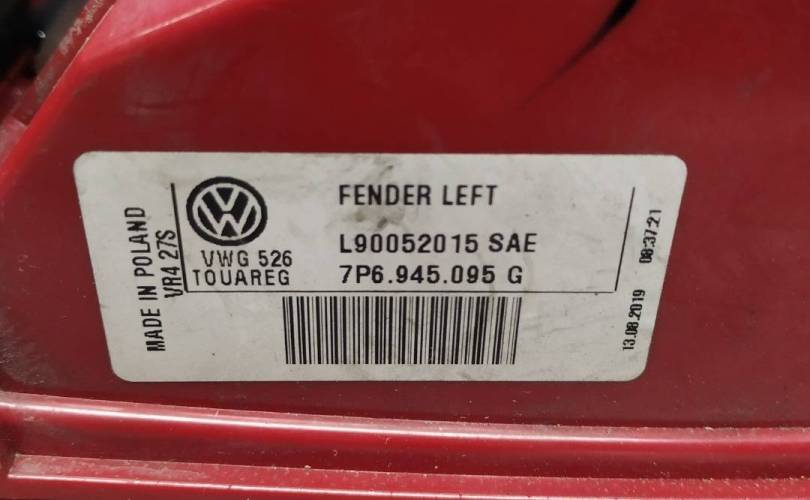 MADE IN POLAND
VR4 27S
VW
VWG 526
TOUAREG
FENDER LEFT
L90052015 SAE
7P6.945.095 G
13.08.2019 08:37:21